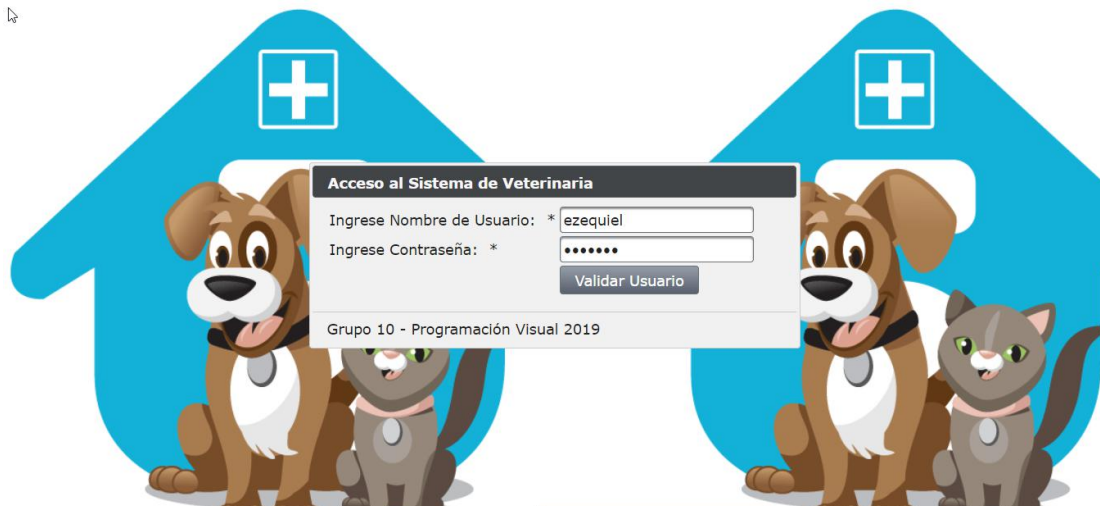 Acceso al Sistema de Veterinaria
Ingrese Nombre de Usuario: * ezequiel
Ingrese Contraseña: * •••••••
Validar Usuario
Grupo 10 - Programación Visual 2019